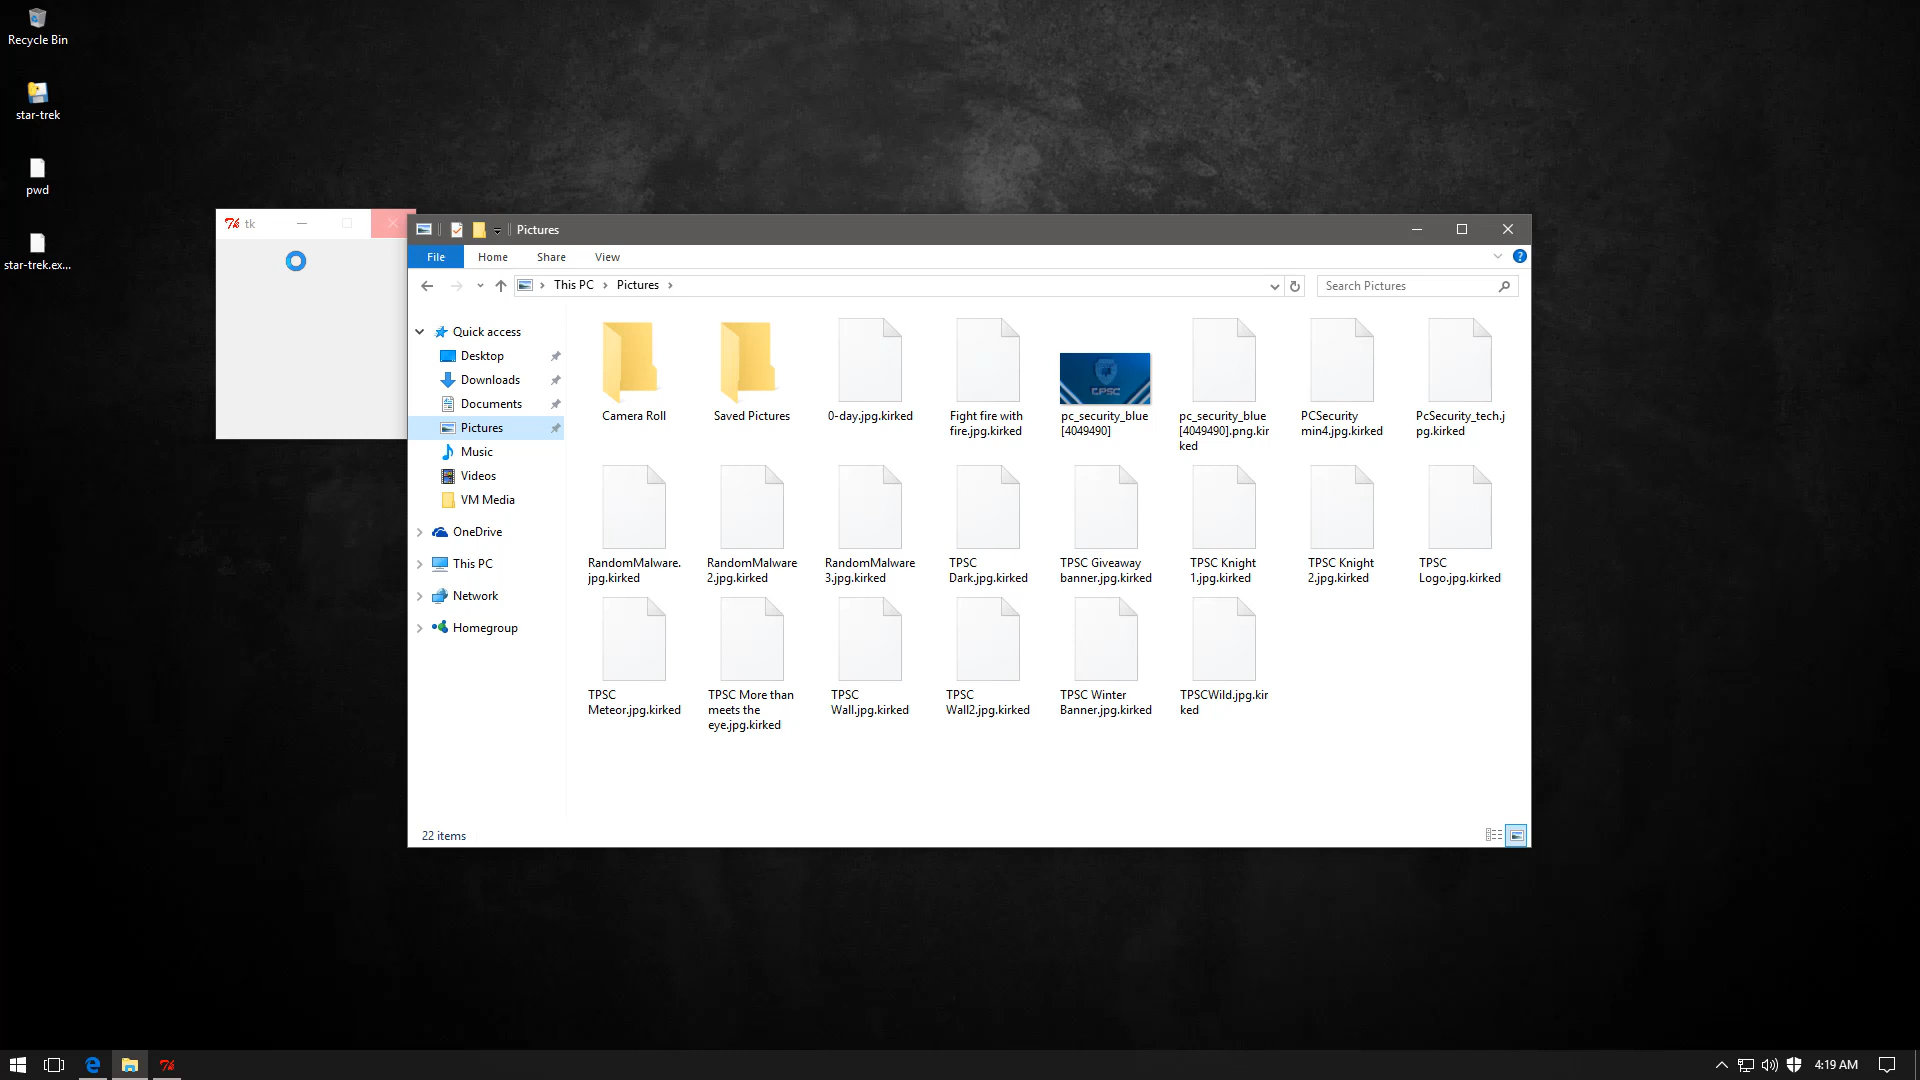 Recycle Bin
star-trek
pwd
star-trek.ex...
tk
Pictures
File
Home
Share
View
This PC
Pictures
Search Pictures
Quick access
Desktop
Downloads
Documents
Pictures
Music
Videos
VM Media
OneDrive
This PC
Network
Homegroup
Camera Roll
Saved Pictures
0-day.jpg.kirked
Fight fire with
fire.jpg.kirked
TPSC
pc_security_blue
[4049490]
pc_security_blue
[4049490].png.kir
ked
PCSecurity
min4.jpg.kirked
PcSecurity_tech.j
pg.kirked
RandomMalware.
jpg.kirked
RandomMalware
2.jpg.kirked
RandomMalware
3.jpg.kirked
TPSC
Dark.jpg.kirked
TPSC Giveaway
banner.jpg.kirked
TPSC Knight
1.jpg.kirked
TPSC Knight
2.jpg.kirked
TPSC
Logo.jpg.kirked
TPSC
Meteor.jpg.kirked
TPSC More than
meets the
eye.jpg.kirked
TPSC
Wall.jpg.kirked
TPSC
Wall2.jpg.kirked
TPSC Winter
Banner.jpg.kirked
TPSCWild.jpg.kir
ked
22 items
4:19 AM